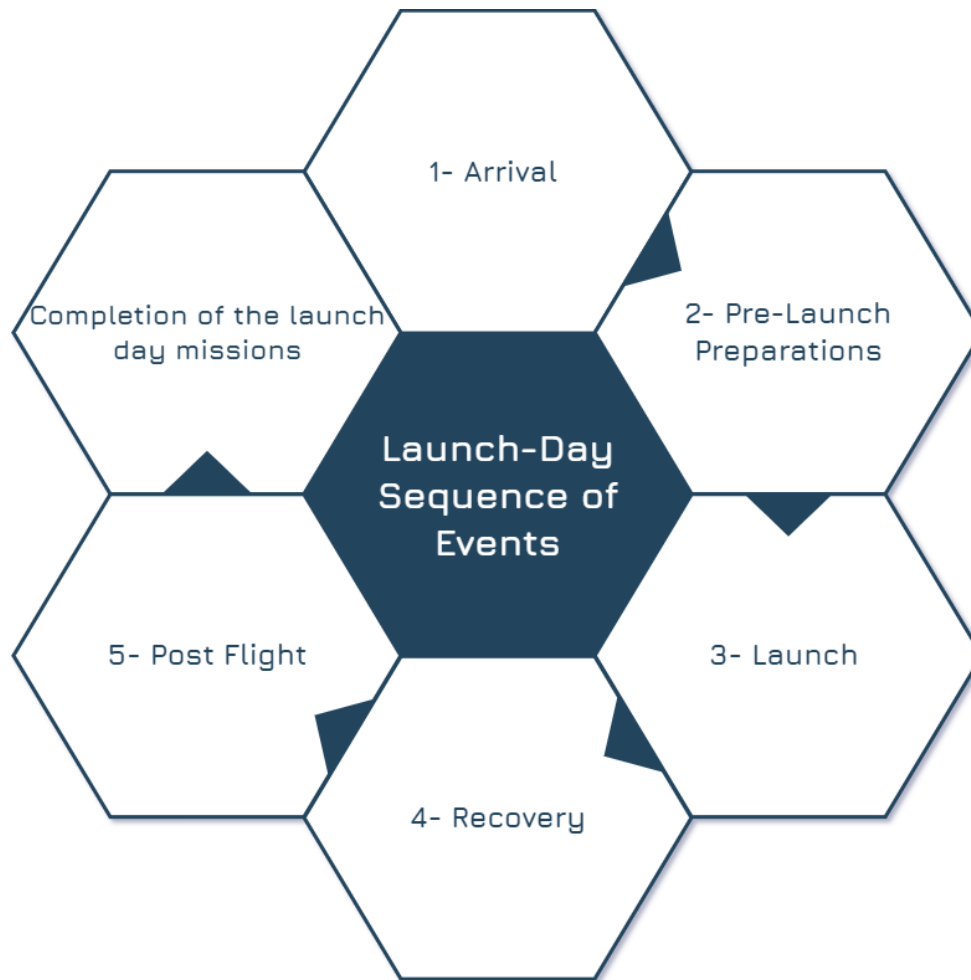 1- Arrival
2- Pre-Launch
Preparations
3- Launch
4- Recovery
5- Post Flight
Completion of the launch
day missions
Launch-Day
Sequence of
Events